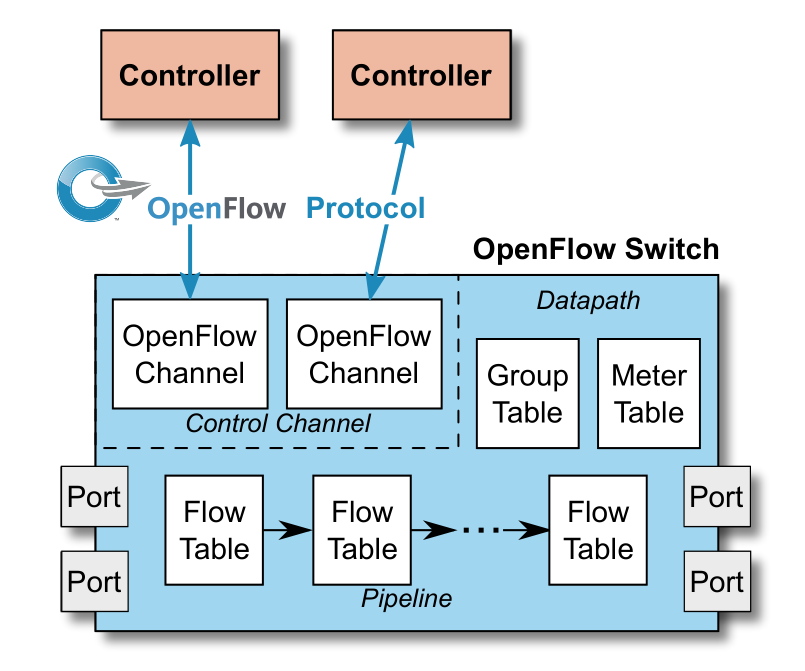 Controller
Controller
OpenFlow Protocol
™
OpenFlow Switch
OpenFlow
Channel
OpenFlow
Channel
Control Channel
Datapath
Group
Table
Meter
Table
Port
Port
Port
Port
Flow
Table
Flow
Table
...
Flow
Table
Pipeline